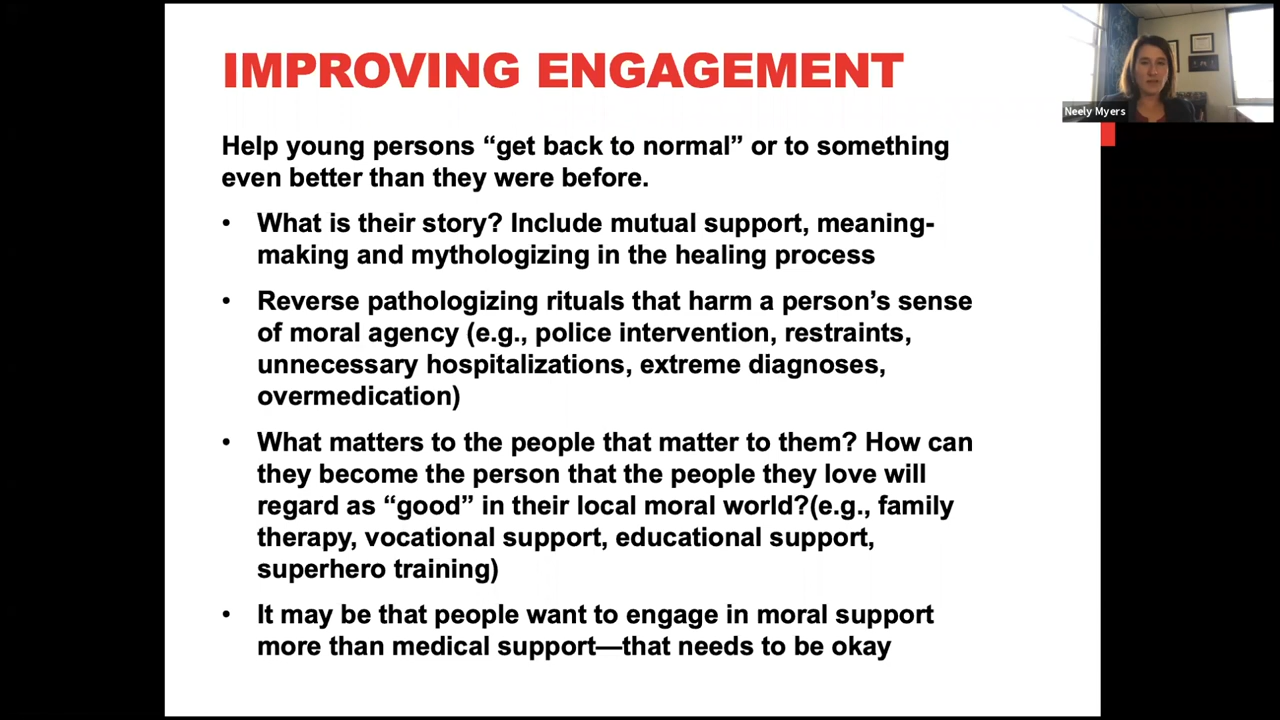 IMPROVING ENGAGEMENT
Neely Myers
Help young persons “get back to normal” or to something
even better than they were before.
• What is their story? Include mutual support, meaning-
making and mythologizing in the healing process
• Reverse pathologizing rituals that harm a person’s sense
of moral agency (e.g., police intervention, restraints,
unnecessary hospitalizations, extreme diagnoses,
overmedication)
• What matters to the people that matter to them? How can
they become the person that the people they love will
regard as “good” in their local moral world?(e.g., family
therapy, vocational support, educational support,
superhero training)
• It may be that people want to engage in moral support
more than medical support—that needs to be okay